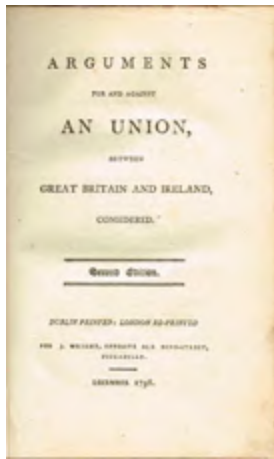 ARGUMENTS
FOR AND AGAINST
AN UNION,
BETWEEN
GREAT BRITAIN AND IRELAND,
CONSIDERED.
Second Edition.
DUBLIN PRINTED: LONDON RE-PRINTED
FOR J. WRIGHT, OPPOSITE OLD BOND-STREET,
PICCADILLY.
DECEMBER 1798.